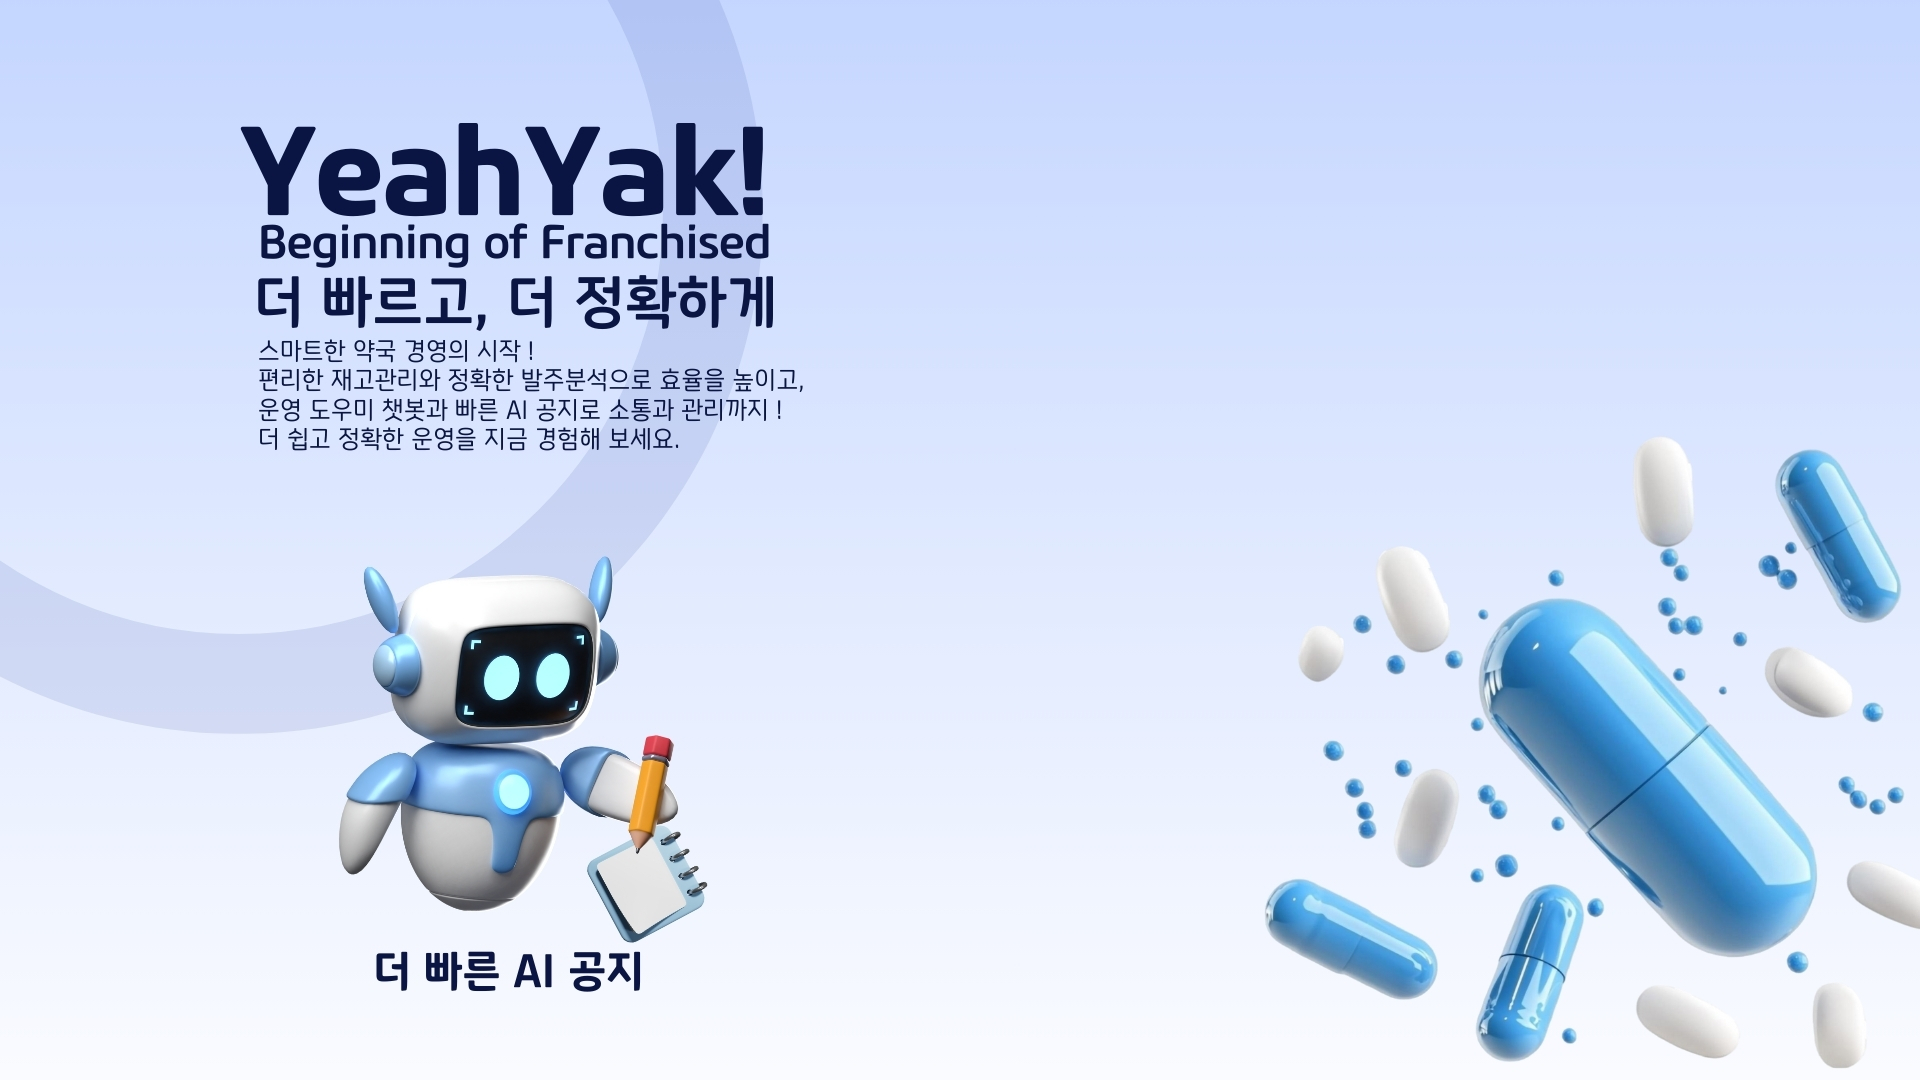 YeahYak!
Beginning of Franchised
더 빠르고, 더 정확하게
스마트한 약국 경영의 시작 !
편리한 재고관리와 정확한 발주분석으로 효율을 높이고,
운영 도우미 챗봇과 빠른 AI 공지로 소통과 관리까지 !
더 쉽고 정확한 운영을 지금 경험해 보세요.
더 빠른 AI 공지